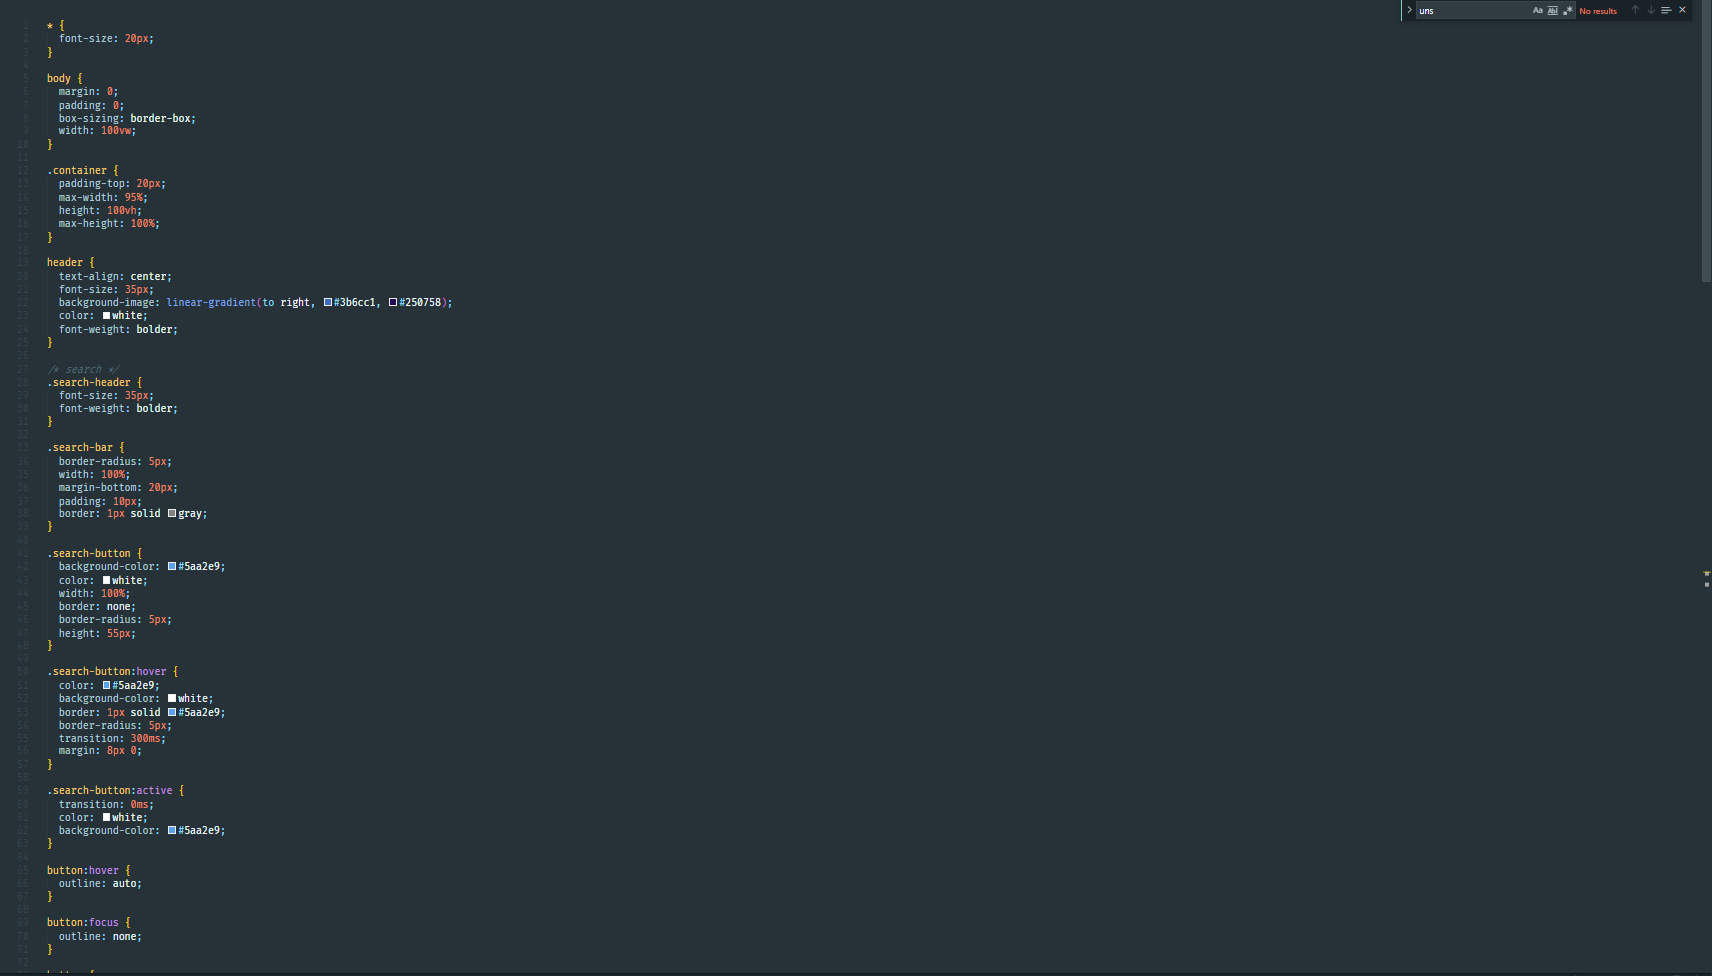 uns
Aa
Abl
.*
No results
1 * {
2 font-size: 20px;
3 }
4
5 body {
6 margin: 0;
7 padding: 0;
8 box-sizing: border-box;
9 width: 100vw;
10 }
11
12 .container {
13 padding-top: 20px;
14 max-width: 95%;
15 height: 100vh;
16 max-height: 100%;
17 }
18
19 header {
20 text-align: center;
21 font-size: 35px;
22 background-image: linear-gradient(to right, #3b6cc1, #250758);
23 color: white;
24 font-weight: bolder;
25 }
26
27 /* search */
28 .search-header {
29 font-size: 35px;
30 font-weight: bolder;
31 }
32
33 .search-bar {
34 border-radius: 5px;
35 width: 100%;
36 margin-bottom: 20px;
37 padding: 10px;
38 border: 1px solid gray;
39 }
40
41 .search-button {
42 background-color: #5aa2e9;
43 color: white;
44 width: 100%;
45 border: none;
46 border-radius: 5px;
47 height: 55px;
48 }
49
50 .search-button:hover {
51 color: #5aa2e9;
52 background-color: white;
53 border: 1px solid #5aa2e9;
54 border-radius: 5px;
55 transition: 300ms;
56 margin: 8px 0;
57 }
58
59 .search-button:active {
60 transition: 0ms;
61 color: white;
62 background-color: #5aa2e9;
63 }
64
65 button:hover {
66 outline: auto;
67 }
68
69 button:focus {
70 outline: none;
71 }
72